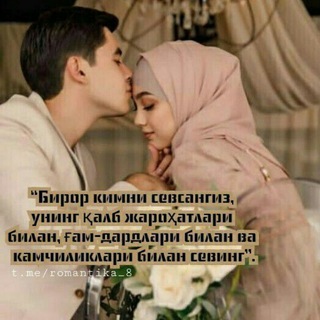 “Бирор кимни севсангиз,
унинг қалб жароҳатлари
билан, ғам-дардлари билан ва
камчиликлари билан севинг”.
t.me/romantika_8